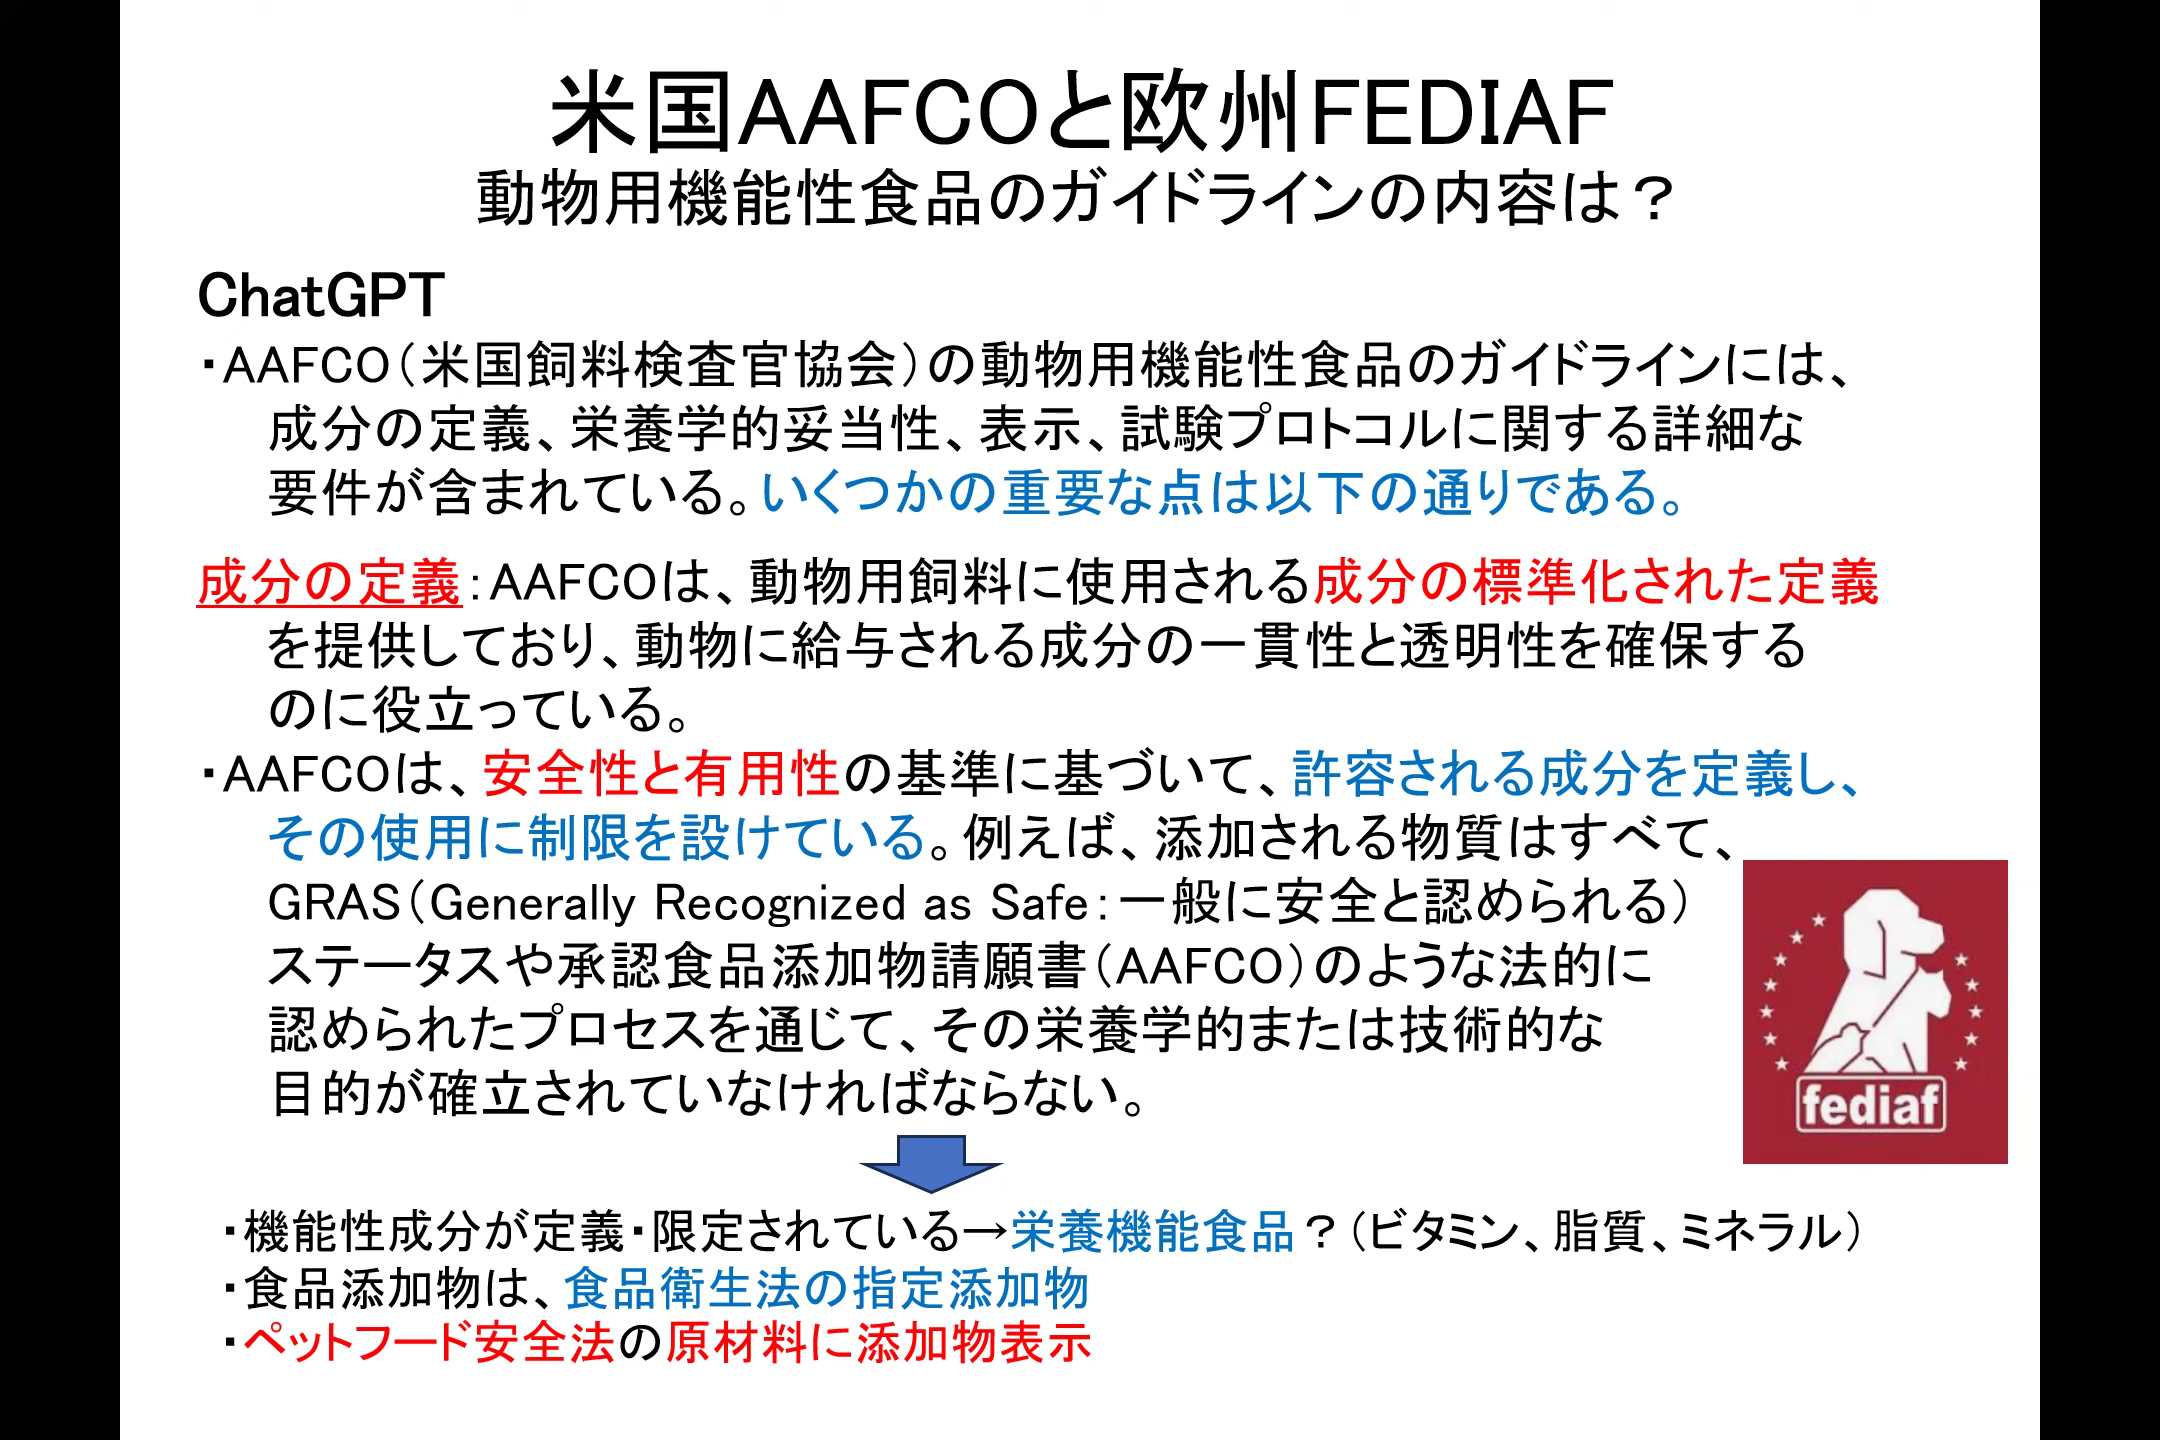 米国AAFCOと欧州FEDIAF
動物用機能性食品のガイドラインの内容は？
ChatGPT
・AAFCO（米国飼料検査官協会）の動物用機能性食品のガイドラインには、
成分の定義、栄養学的妥当性、表示、試験プロトコルに関する詳細な
要件が含まれている。いくつかの重要な点は以下の通りである。
成分の定義：AAFCOは、動物用飼料に使用される成分の標準化された定義
を提供しており、動物に給与される成分の一貫性と透明性を確保する
のに役立っている。
・AAFCOは、安全性と有用性の基準に基づいて、許容される成分を定義し、
その使用に制限を設けている。例えば、添加される物質はすべて、
GRAS（Generally Recognized as Safe：一般に安全と認められる）
ステータスや承認食品添加物請願書（AAFCO）のような法的に
認められたプロセスを通じて、その栄養学的または技術的な
目的が確立されていなければならない。
fediaf
・機能性成分が定義・限定されている→栄養機能食品？（ビタミン、脂質、ミネラル）
・食品添加物は、食品衛生法の指定添加物
・ペットフード安全法の原材料に添加物表示